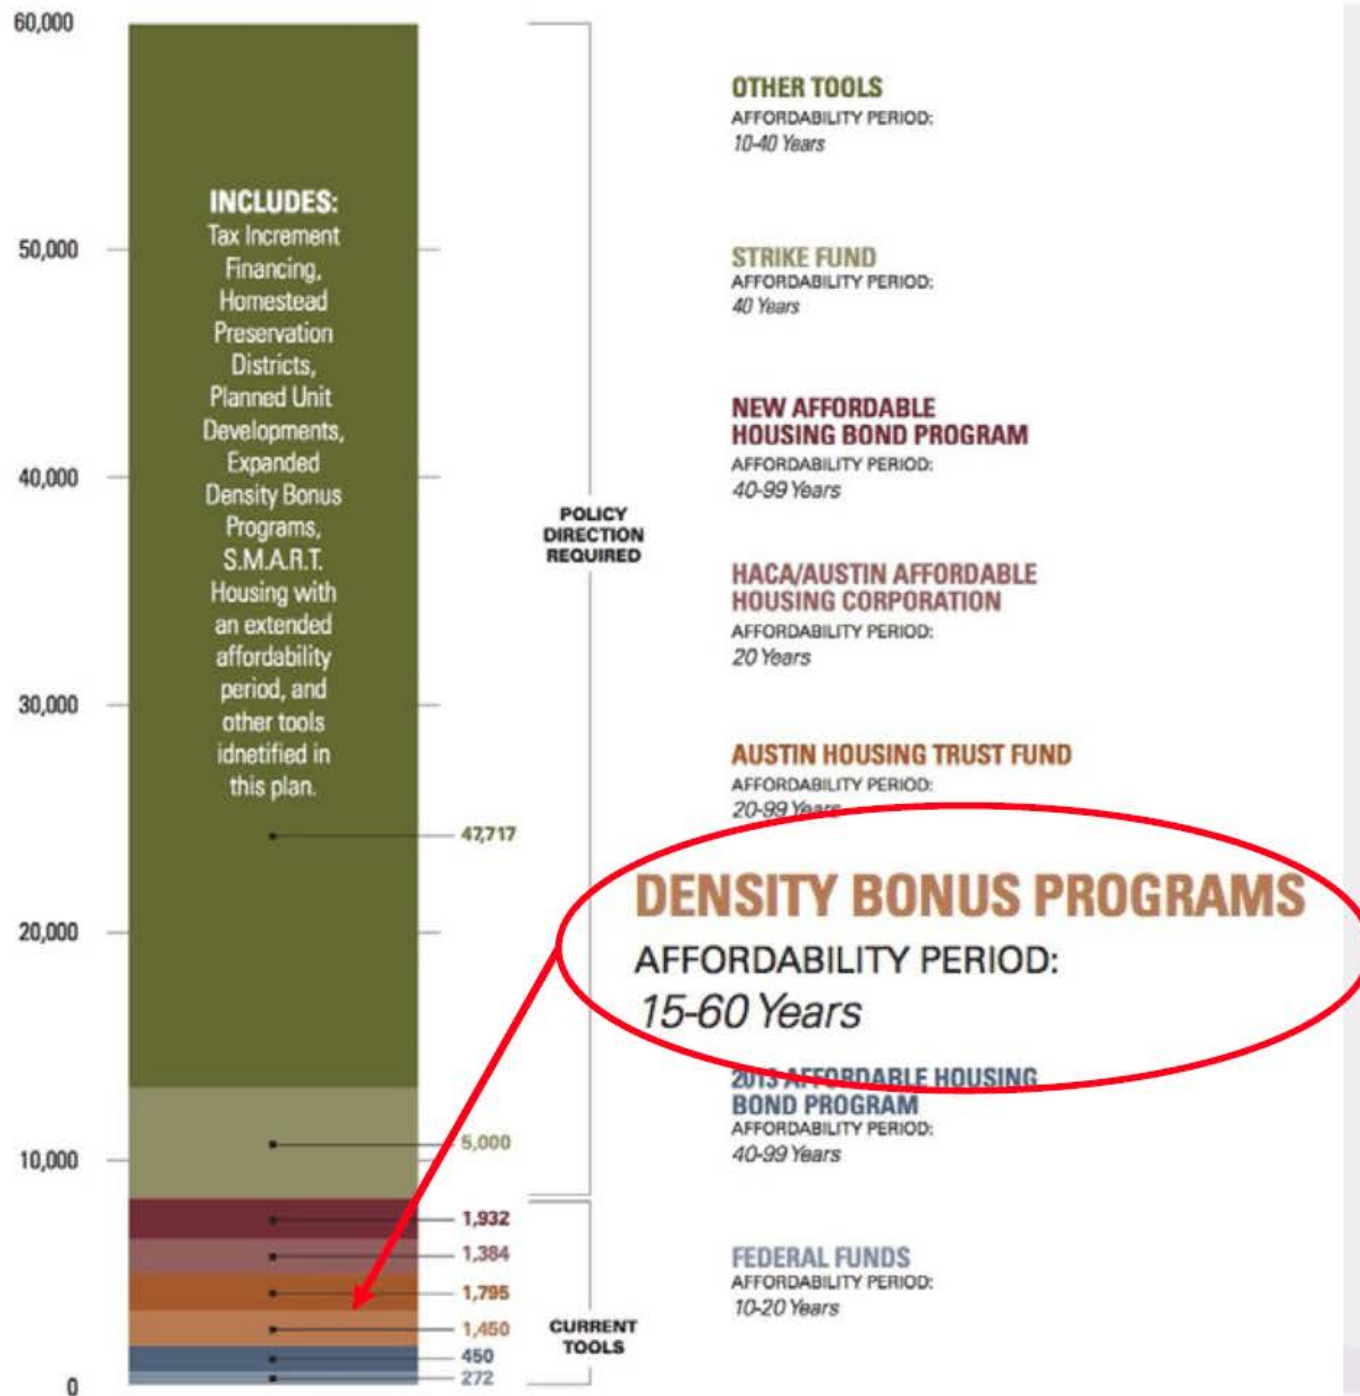 60,000
50,000
40,000
30,000
20,000
10,000
0
INCLUDES:
Tax Increment
Financing,
Homestead
Preservation
Districts,
Planned Unit
Developments,
Expanded
Density Bonus
Programs,
S.M.A.R.T.
Housing with
an extended
affordability
period, and
other tools
idnetified in
this plan.
47,717
5,000
1,932
1,384
1,795
1,450
450
272
POLICY
DIRECTION
REQUIRED
CURRENT
TOOLS
OTHER TOOLS
AFFORDABILITY PERIOD:
10-40 Years
STRIKE FUND
AFFORDABILITY PERIOD:
40 Years
NEW AFFORDABLE
HOUSING BOND PROGRAM
AFFORDABILITY PERIOD:
40-99 Years
HACA/AUSTIN AFFORDABLE
HOUSING CORPORATION
AFFORDABILITY PERIOD:
20 Years
AUSTIN HOUSING TRUST FUND
AFFORDABILITY PERIOD:
20-99 Years
DENSITY BONUS PROGRAMS
AFFORDABILITY PERIOD:
15-60 Years
2013 AFFORDABLE HOUSING
BOND PROGRAM
AFFORDABILITY PERIOD:
40-99 Years
FEDERAL FUNDS
AFFORDABILITY PERIOD:
10-20 Years